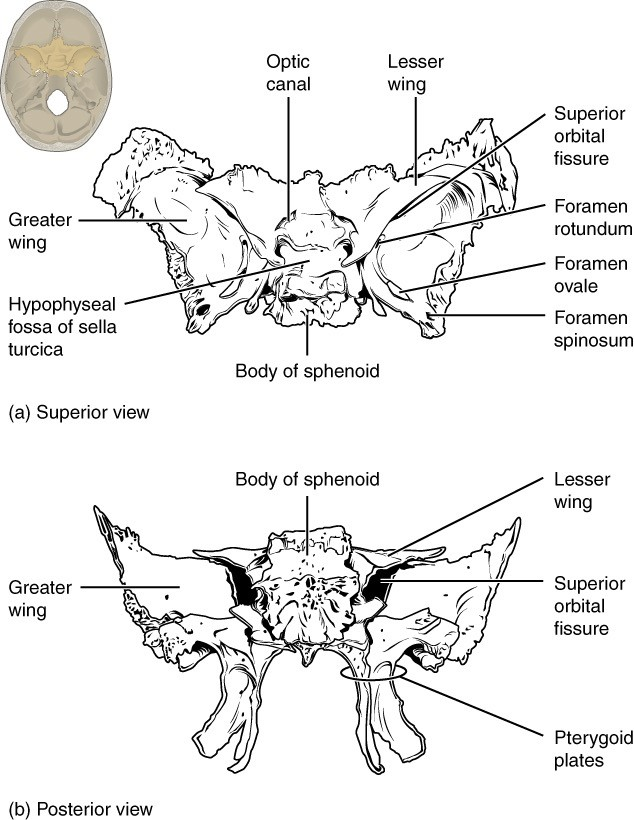 Optic
canal
Lesser
wing
Superior
orbital
fissure
Greater
wing
Foramen
rotundum
Foramen
ovale
Hypophyseal
fossa of sella
turcica
Foramen
spinosum
Body of sphenoid
(a) Superior view
Body of sphenoid
Lesser
wing
Greater
wing
Superior
orbital
fissure
Pterygoid
plates
(b) Posterior view